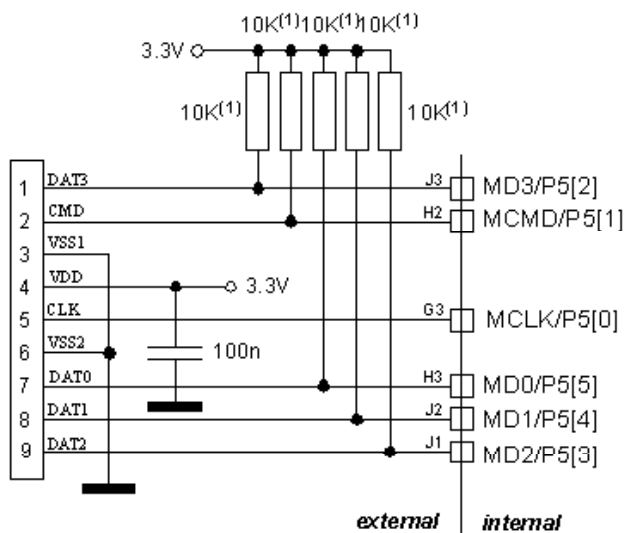 10K(1) 10K(1) 10K(1)
3.3V
10K(1) 10K(1)
1 DAT3 J3 MD3/P5[2]
2 CMD H2 MCMD/P5[1]
3 VSS1
4 VDD 3.3V
5 CLK G3 MCLK/P5[0]
6 VSS2 100n
7 DAT0 H3 MD0/P5[5]
8 DAT1 J2 MD1/P5[4]
9 DAT2 J1 MD2/P5[3]
external internal